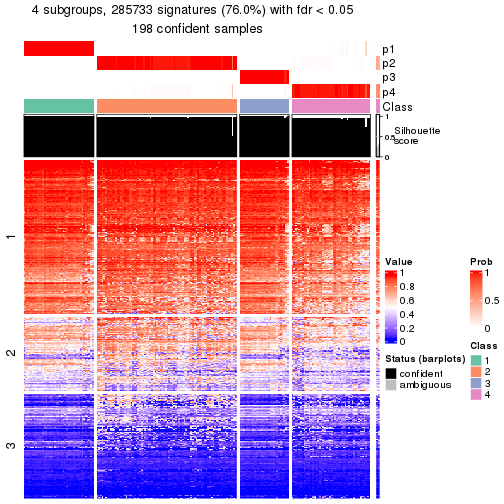 4 subgroups, 285733 signatures (76.0%) with fdr < 0.05
198 confident samples
p1
p2
p3
p4
Class
1
0.5
0
Silhouette
score
1
2
3
Value
1
0.8
0.6
0.4
0.2
0
Status (barplots)
confident
ambiguous
Prob
1
0.5
0
Class
1
2
3
4